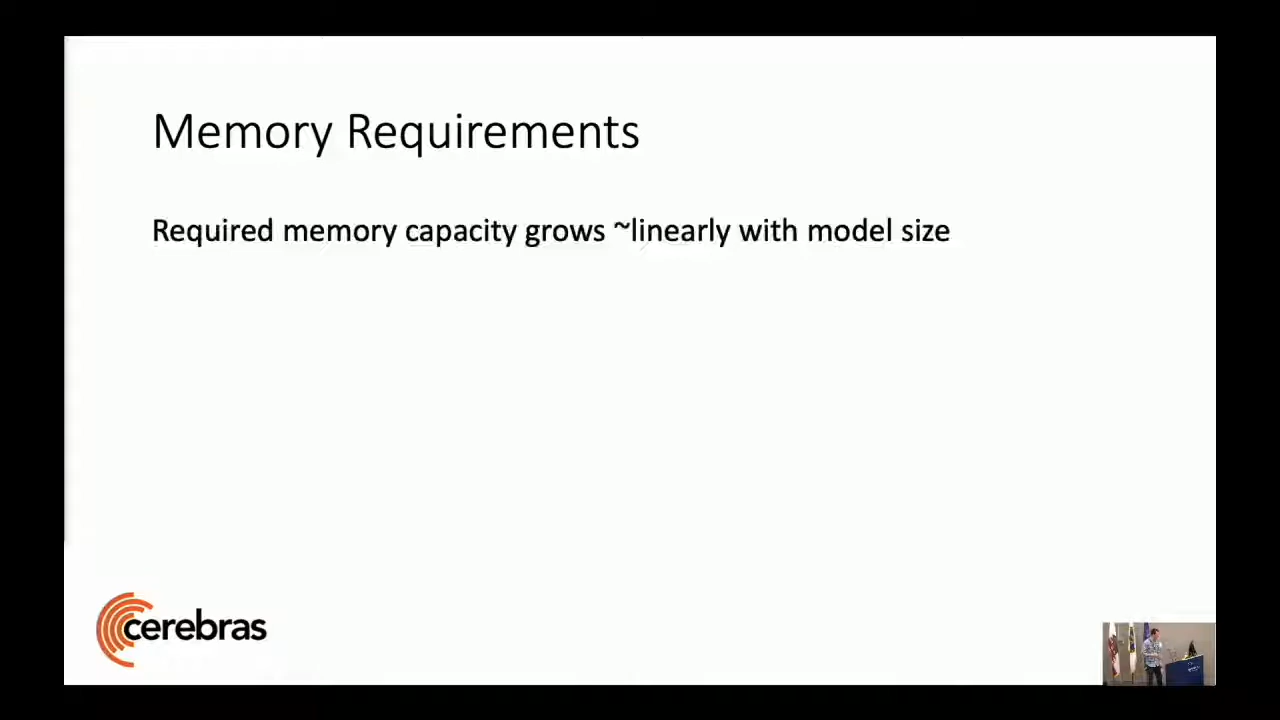 Memory Requirements
Required memory capacity grows ~linearly with model size
cerebras